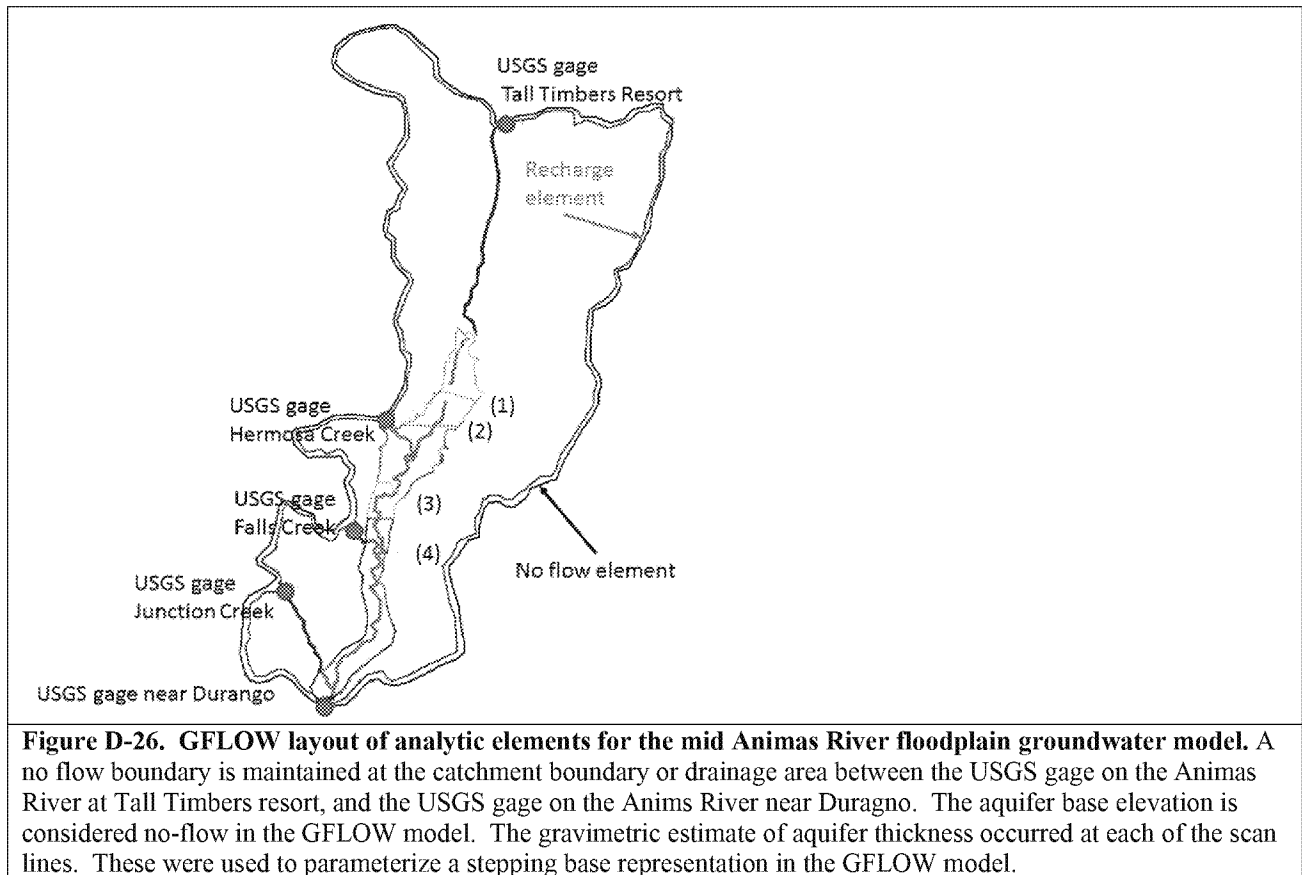 USGS gage
Tall Timbers Resort
Recharge
element
(1)
USGS gage
Hermosa Creek
(2)
USGS gage
Falls Creek
(3)
(4)
No flow element
USGS gage
Junction Creek
USGS gage near Durango
Figure D-26. GFLOW layout of analytic elements for the mid Animas River floodplain groundwater model. A
no flow boundary is maintained at the catchment boundary or drainage area between the USGS gage on the Animas
River at Tall Timbers resort, and the USGS gage on the Anims River near Duragno. The aquifer base elevation is
considered no-flow in the GFLOW model. The gravimetric estimate of aquifer thickness occurred at each of the scan
lines. These were used to parameterize a stepping base representation in the GFLOW model.